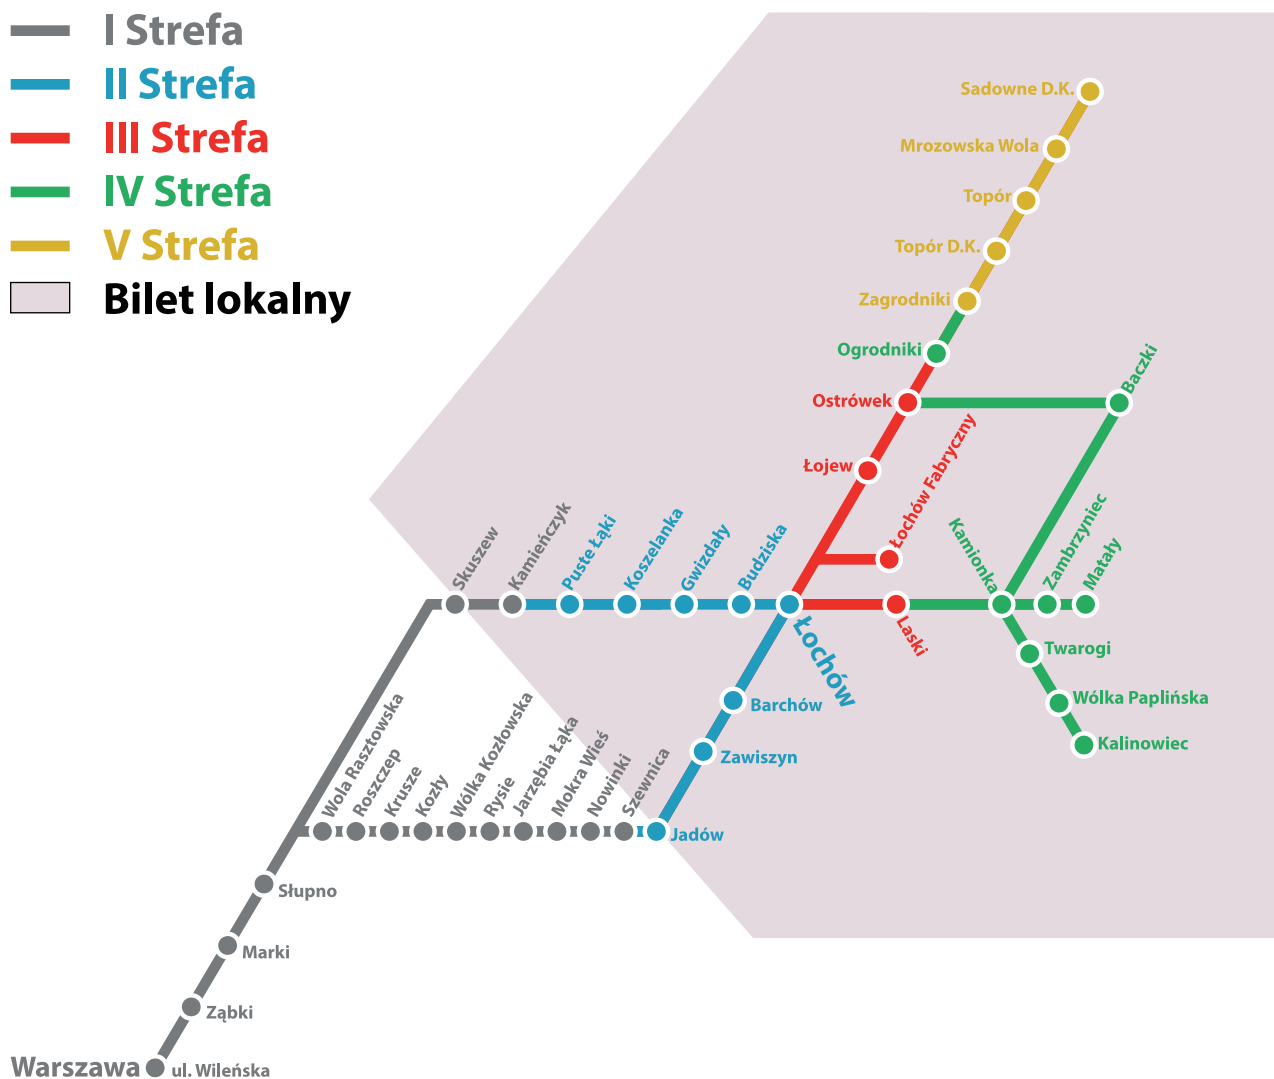 I Strefa
II Strefa
III Strefa
IV Strefa
V Strefa
Bilet lokalny
Sadowne D.K.
Mrozowska Wola
Topór
Topór D.K.
Zagrodniki
Ogrodniki
Ostrówek
Baczki
Łojew
Łochów Fabryczny
Skuszew
Kamieńczyk
Puste Łąki
Koszelanka
Gwizdały
Budziska
Łochów
Laski
Kamionka
Zambrzyniec
Matały
Twarogi
Wólka Paplińska
Kalinowiec
Barchów
Zawiszyn
Jadów
Wola Rasztowska
Roszczep
Krusze
Kozły
Wólka Kozłowska
Rysie
Jarzębia Łąka
Mokra Wieś
Nowinki
Szewnica
Słupno
Marki
Ząbki
Warszawa ul. Wileńska